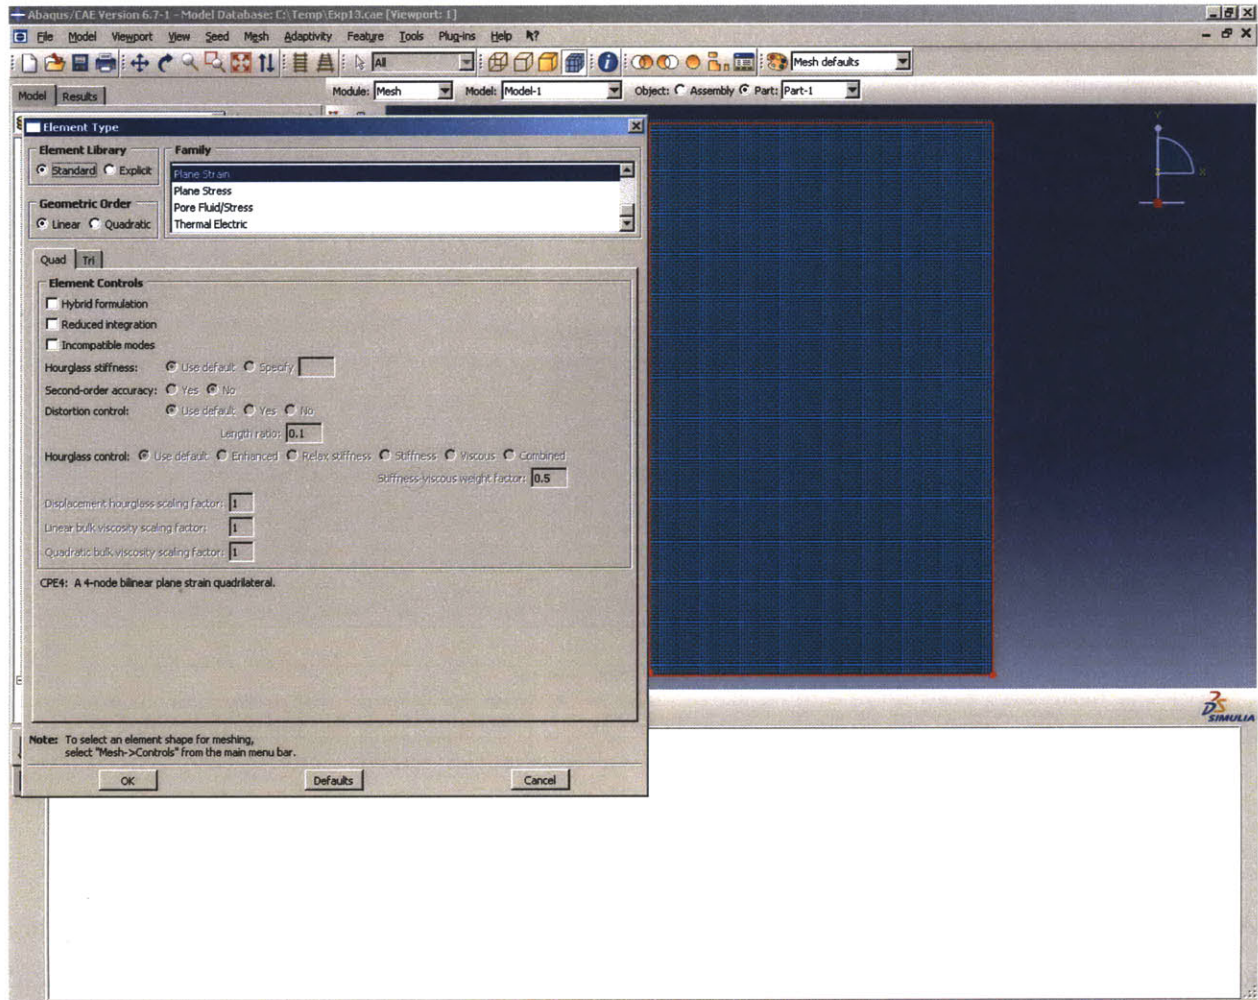 Abaqus/CAE Version 6.7-1 - Model Database: C:\Temp\Exp13.cae [Viewport: 1]
File Model Viewport View Seed Mesh Adaptivity Feature Tools Plug-ins Help
All Mesh defaults
Model Results Module: Mesh Model: Model-1 Object: Assembly Part: Part-1
Element Type
Element Library Family
Standard Explicit
Plane Strain
Plane Stress
Geometric Order
Pore Fluid/Stress
Linear Quadratic
Thermal Electric
Quad Tri
Element Controls
Hybrid formulation
Reduced integration
Incompatible modes
Hourglass stiffness: Use default Specify
Second-order accuracy: Yes No
Distortion control: Use default Yes No
Length ratio: 0.1
Hourglass control: Use default Enhanced Relax stiffness Stiffness Viscous Combined
Stiffness-viscous weight factor: 0.5
Displacement hourglass scaling factor: 1
Linear bulk viscosity scaling factor: 1
Quadratic bulk viscosity scaling factor: 1
CPE4: A 4-node bilinear plane strain quadrilateral.
Note: To select an element shape for meshing,
select "Mesh->Controls" from the main menu bar.
OK Defaults Cancel
Y
X
SIMULIA